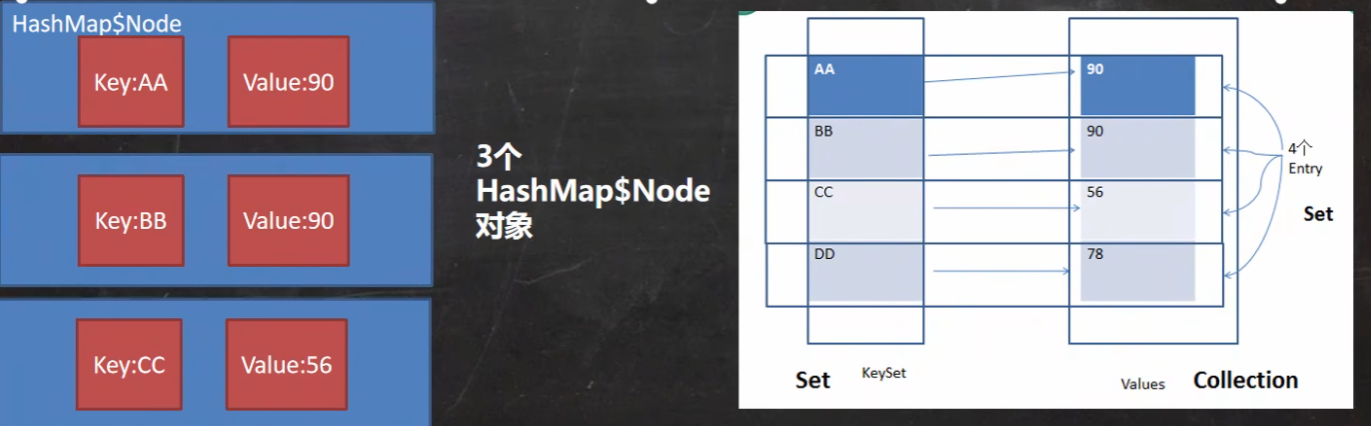 HashMap$Node
Key:AA
Value:90
Key:BB
Value:90
Key:CC
Value:56
3个
HashMap$Node
对象
AA
90
BB
90
CC
56
DD
78
4个
Entry
Set
Set
KeySet
Values
Collection